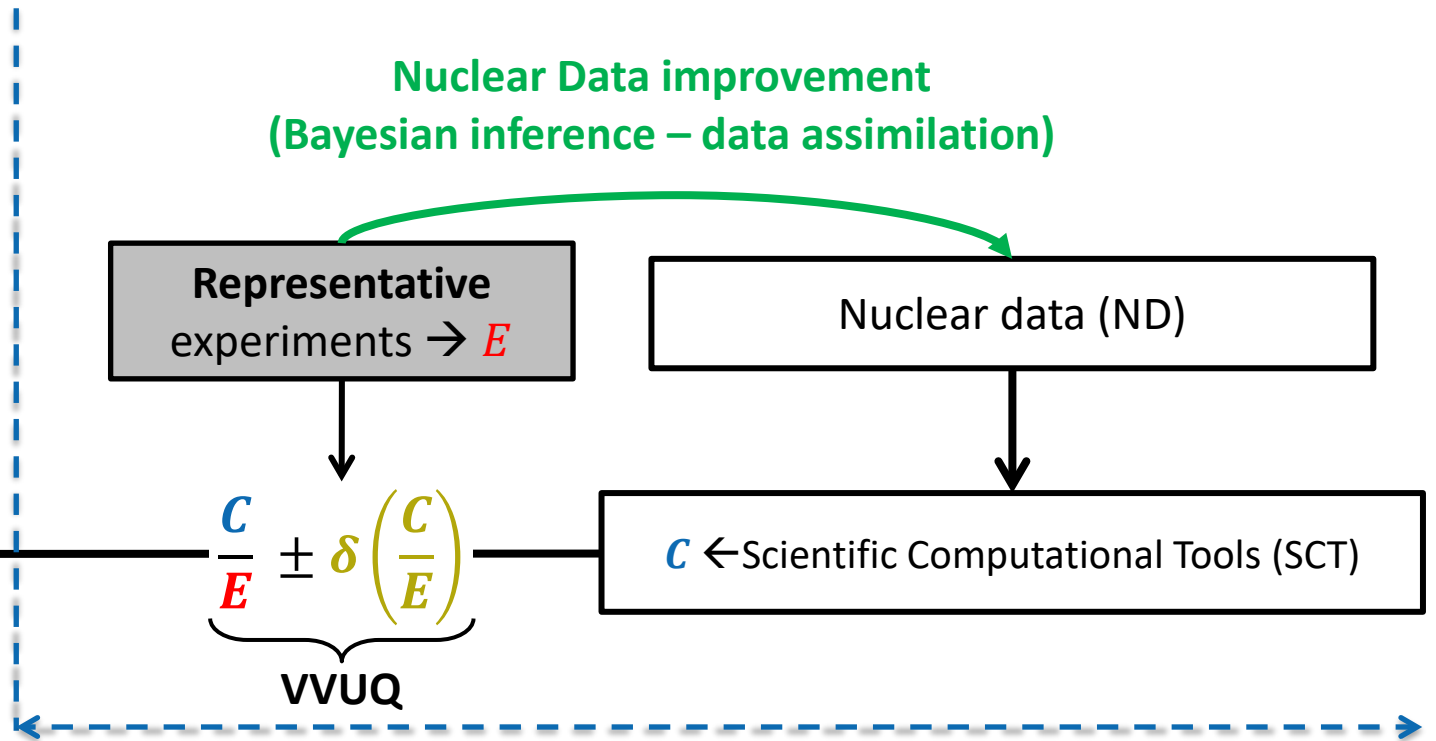 Nuclear Data improvement
(Bayesian inference – data assimilation)
Representative
experiments → E
Nuclear data (ND)
C/E ± δ(C/E)
C ←Scientific Computational Tools (SCT)
VVUQ